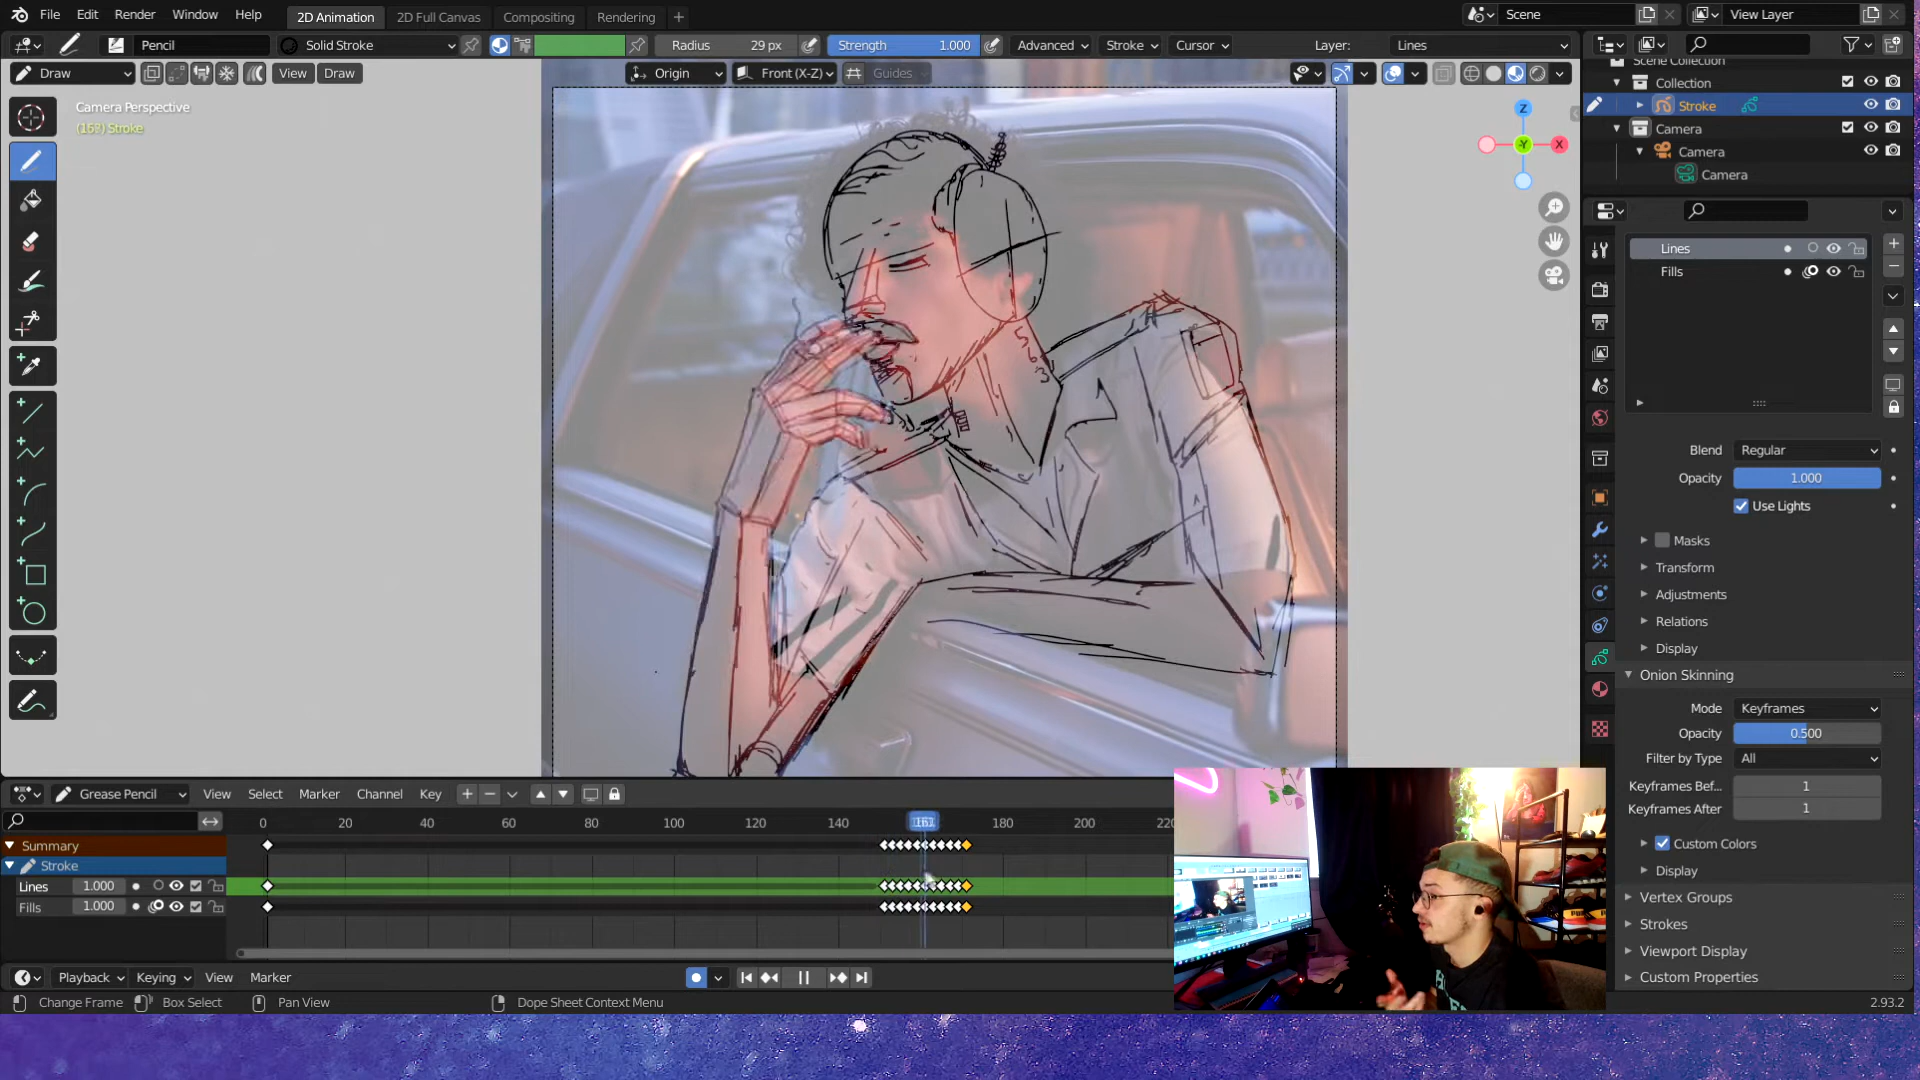 File Edit Render Window Help 2D Animation 2D Full Canvas Compositing Rendering + Scene View Layer
Pencil Solid Stroke Radius 29 px Strength 1.000 Advanced Stroke Cursor Layer: Lines
Draw View Draw Origin Front (X-Z) Guides
Camera Perspective
Scene Collection
Collection
Stroke
Camera
Camera
Camera
Z
-Y X
Lines
Fills
Blend Regular
Opacity 1.000
Use Lights
Masks
Transform
Adjustments
Relations
Display
Onion Skinning
Mode Keyframes
Opacity 0.500
Filter by Type All
Keyframes Bef... 1
Keyframes After 1
Custom Colors
Display
Vertex Groups
Strokes
Viewport Display
Custom Properties
Grease Pencil View Select Marker Channel Key
0 20 40 60 80 100 120 140 180 200 220
Summary
Stroke
Lines 1.000
Fills 1.000
Playback Keying View Marker
Change Frame Box Select Pan View Dope Sheet Context Menu 2.93.2